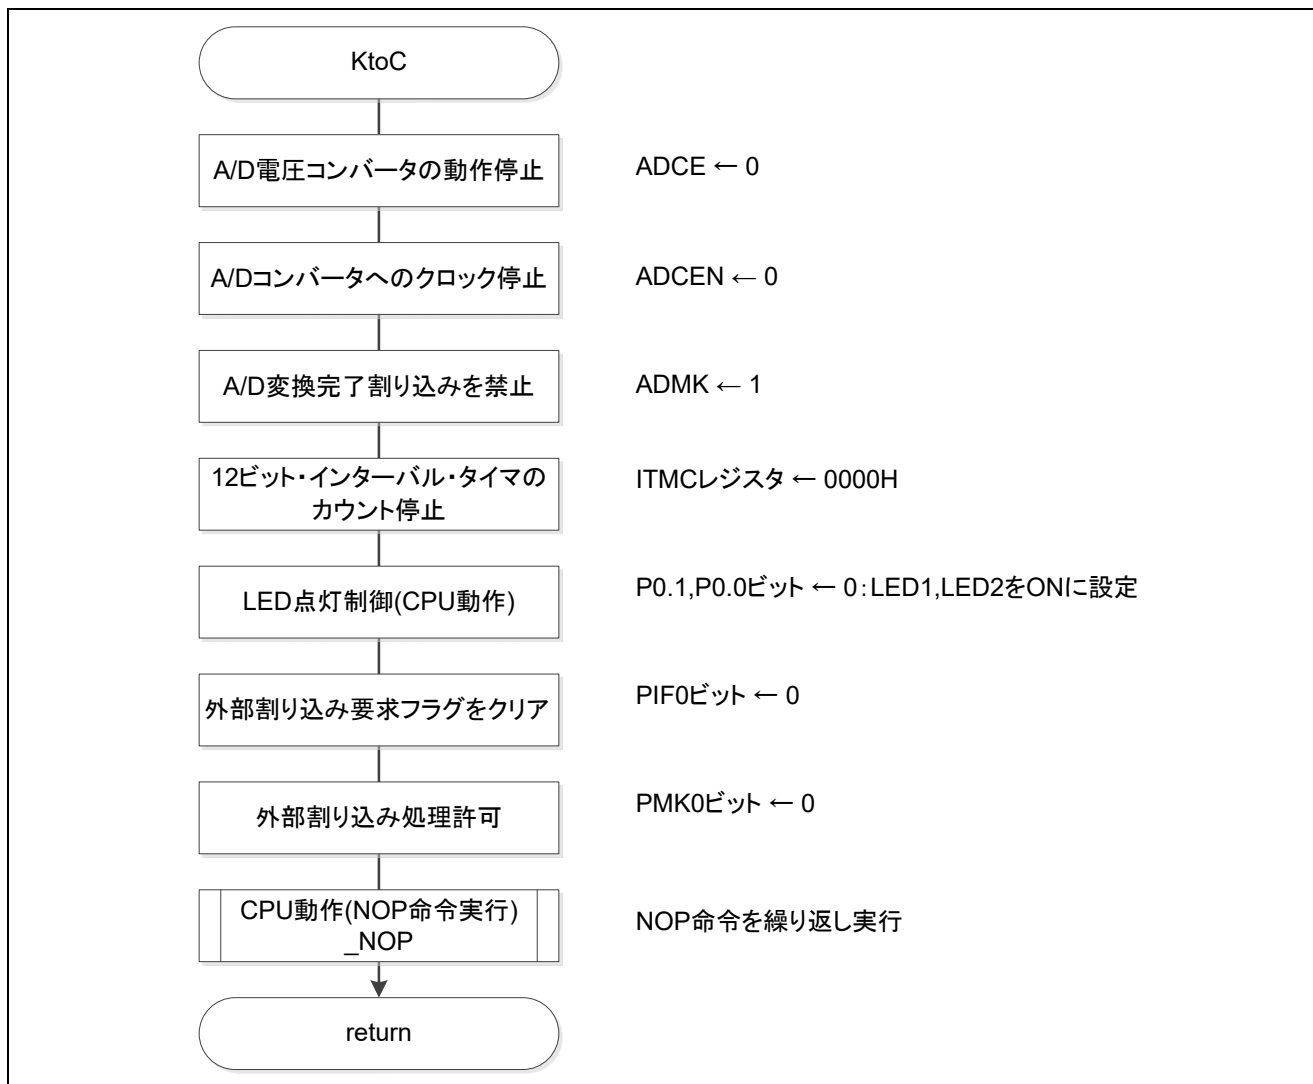 KtoC
A/D電圧コンバータの動作停止
ADCE ← 0
A/Dコンバータへのクロック停止
ADCEN ← 0
A/D変換完了割り込みを禁止
ADMK ← 1
12ビット・インターバル・タイマの
カウント停止
ITMCレジスタ ← 0000H
LED点灯制御(CPU動作)
P0.1,P0.0ビット ← 0:LED1,LED2をONに設定
外部割り込み要求フラグをクリア
PIF0ビット ← 0
外部割り込み処理許可
PMK0ビット ← 0
CPU動作(NOP命令実行)
_NOP
NOP命令を繰り返し実行
return